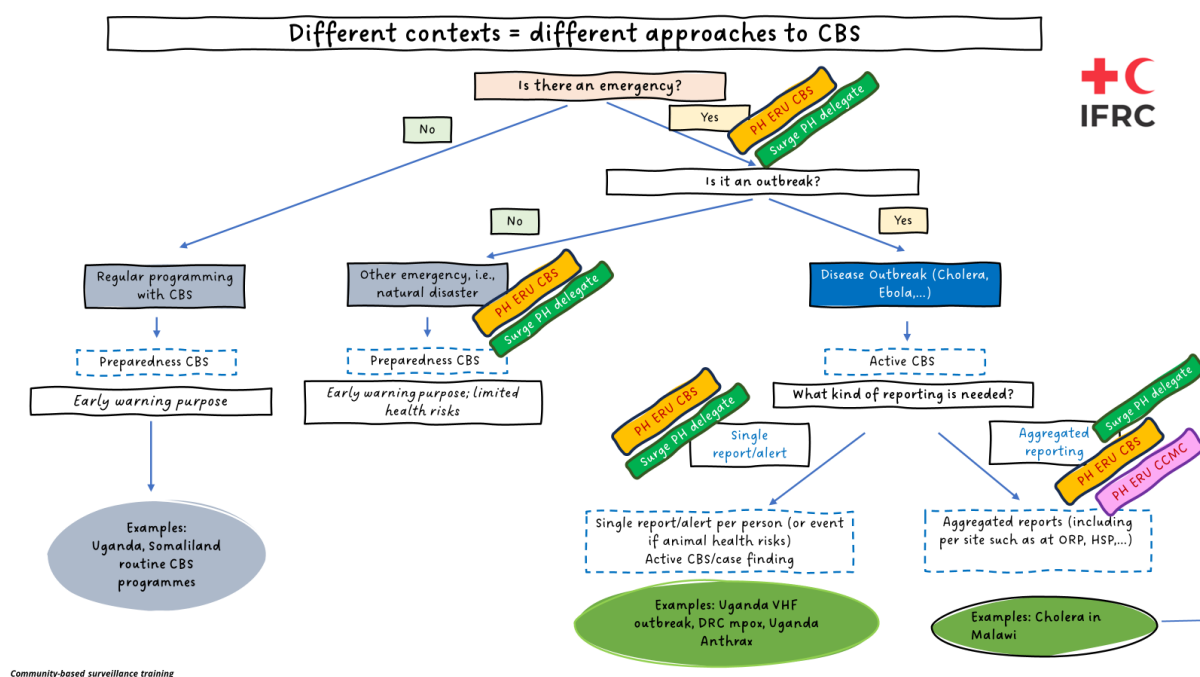 Different contexts = different approaches to CBS
IFRC
Is there an emergency?
No
Yes
PH ERU CBS
Surge PH delegate
Is it an outbreak?
No
Yes
Regular programming
with CBS
Other emergency, i.e.,
natural disaster
PH ERU CBS
Surge PH delegate
Disease Outbreak (Cholera,
Ebola,...)
Preparedness CBS
Preparedness CBS
Active CBS
Early warning purpose
Early warning purpose; limited
health risks
What kind of reporting is needed?
PH ERU CBS
Surge PH delegate
Single
report/alert
Aggregated
reporting
Surge PH delegate
PH ERU CBS
PH ERU CCMC
Examples:
Uganda, Somaliland
routine CBS
programmes
Single report/alert per person (or event
if animal health risks)
Active CBS/case finding
Aggregated reports (including
per site such as at ORP, HSP,...)
Examples: Uganda VHF
outbreak, DRC mpox, Uganda
Anthrax
Examples: Cholera in
Malawi
Community-based surveillance training